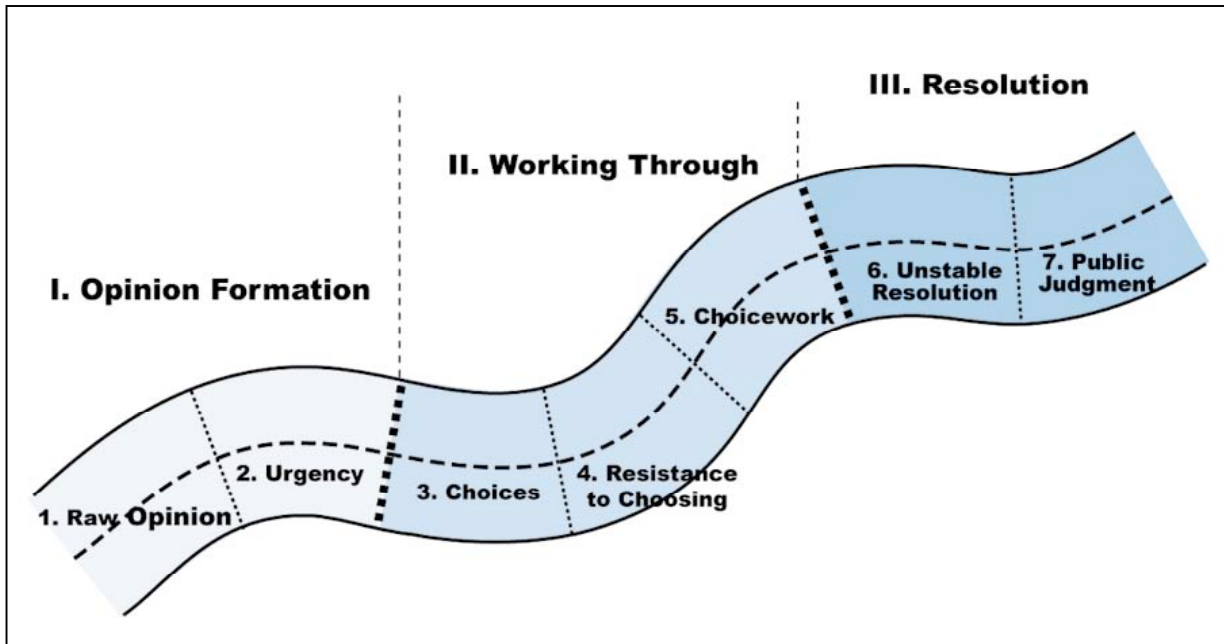 III. Resolution
II. Working Through
I. Opinion Formation
1. Raw Opinion
2. Urgency
3. Choices
4. Resistance
to Choosing
5. Choicework
6. Unstable
Resolution
7. Public
Judgment